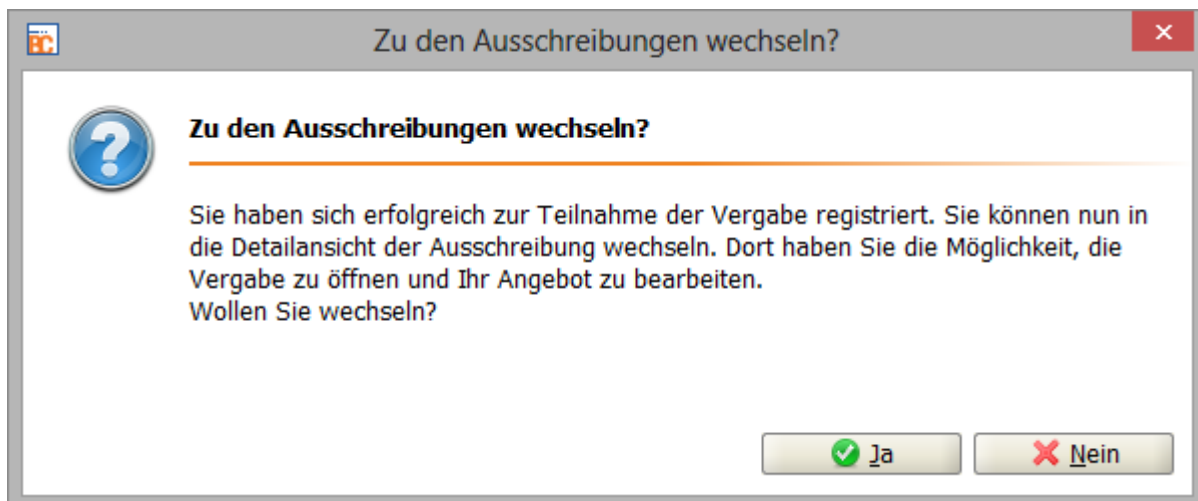 Zu den Ausschreibungen wechseln?
Zu den Ausschreibungen wechseln?
Sie haben sich erfolgreich zur Teilnahme der Vergabe registriert. Sie können nun in
die Detailansicht der Ausschreibung wechseln. Dort haben Sie die Möglichkeit, die
Vergabe zu öffnen und Ihr Angebot zu bearbeiten.
Wollen Sie wechseln?
Ja
Nein